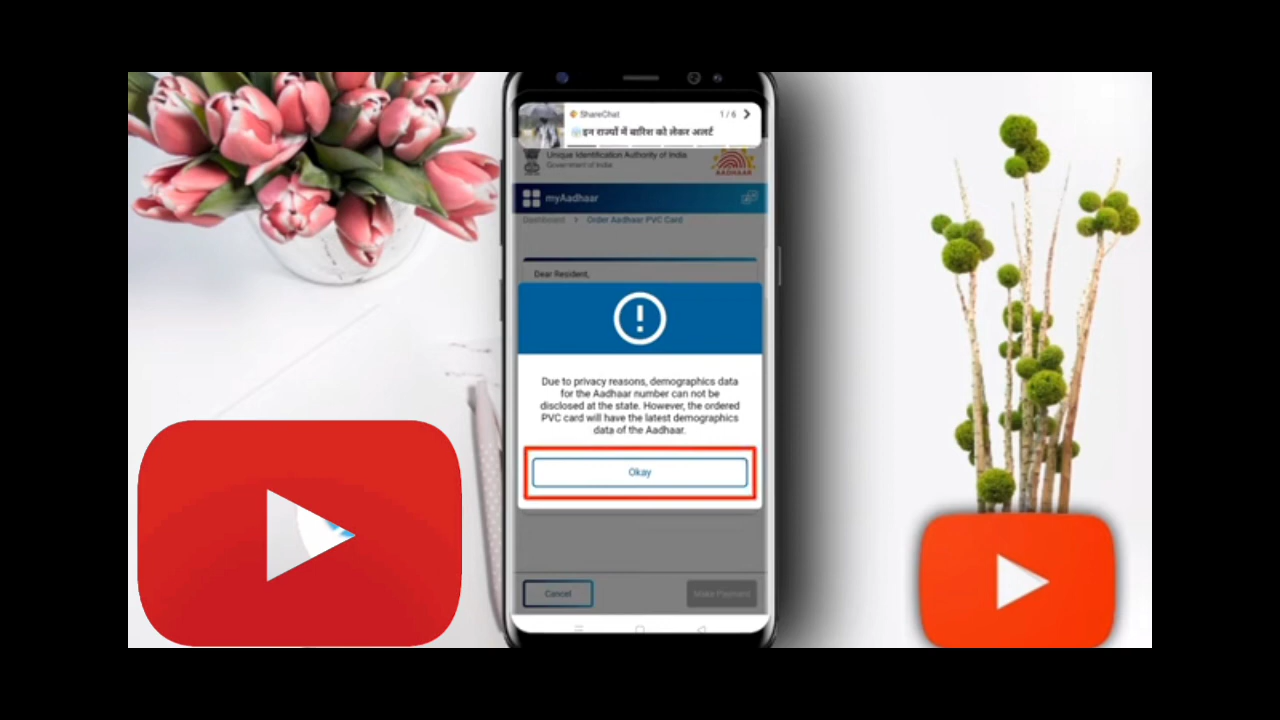 ShareChat
1 / 6
इन राज्यों में बारिश को लेकर अलर्ट
Unique Identification Authority of India
Government of India
AADHAAR
myAadhaar
Dashboard > Order Aadhaar PVC Card
Dear Resident,
Due to privacy reasons, demographics data
for the Aadhaar number can not be
disclosed at the state. However, the ordered
PVC card will have the latest demographics
data of the Aadhaar.
Okay
Cancel
Make Payment